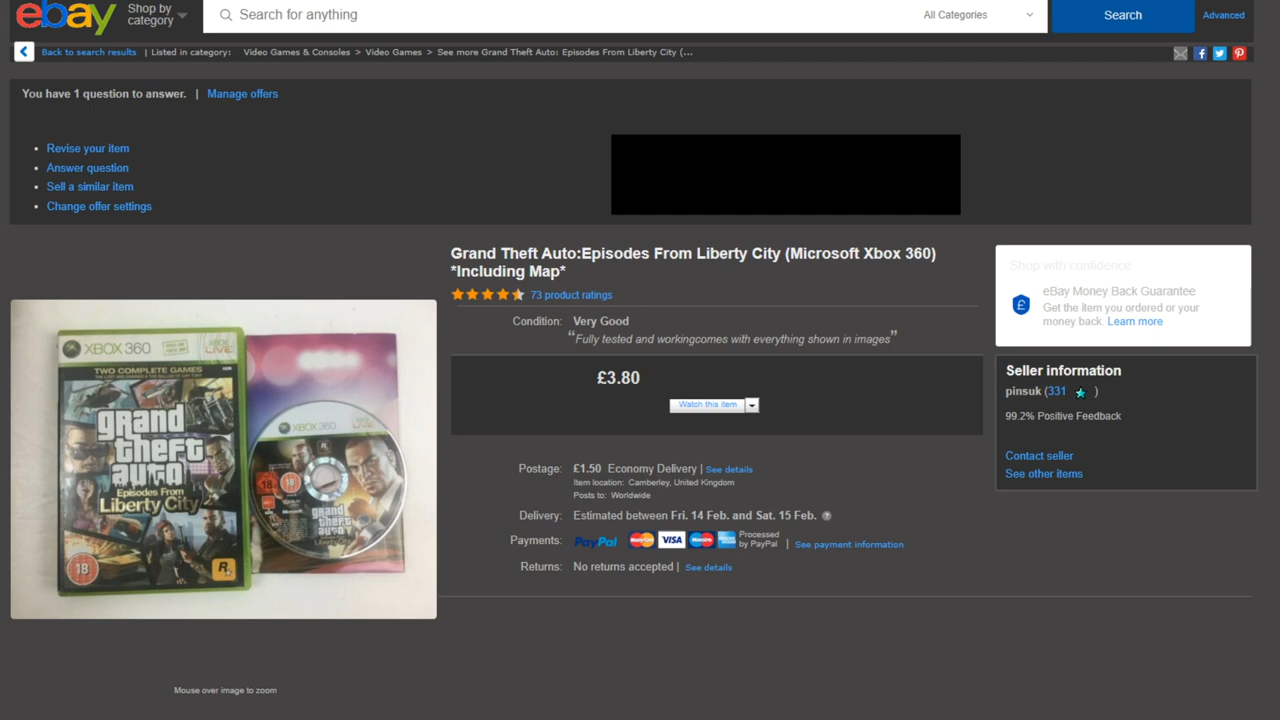 ebay
Shop by
category
Search for anything
All Categories
Search
Advanced
Back to search results | Listed in category: Video Games & Consoles > Video Games > See more Grand Theft Auto: Episodes From Liberty City (...
You have 1 question to answer. | Manage offers
• Revise your item
• Answer question
• Sell a similar item
• Change offer settings
Grand Theft Auto:Episodes From Liberty City (Microsoft Xbox 360)
*Including Map*
73 product ratings
Condition: Very Good
“Fully tested and workingcomes with everything shown in images”
£3.80
Watch this item
Postage: £1.50 Economy Delivery | See details
Item location: Camberley, United Kingdom
Posts to: Worldwide
Delivery: Estimated between Fri. 14 Feb. and Sat. 15 Feb.
Payments: PayPal MasterCard VISA Maestro Processed
by PayPal | See payment information
Returns: No returns accepted | See details
Shop with confidence
eBay Money Back Guarantee
Get the item you ordered or your
money back. Learn more
Seller information
pinsuk (331 )
99.2% Positive Feedback
Contact seller
See other items
XBOX 360
XBOX
LIVE
TWO COMPLETE GAMES
grand
theft
auto
Episodes From
Liberty City
18
R
XBOX 360
LIVE
R
18
18
grand
theft
auto
Mouse over image to zoom